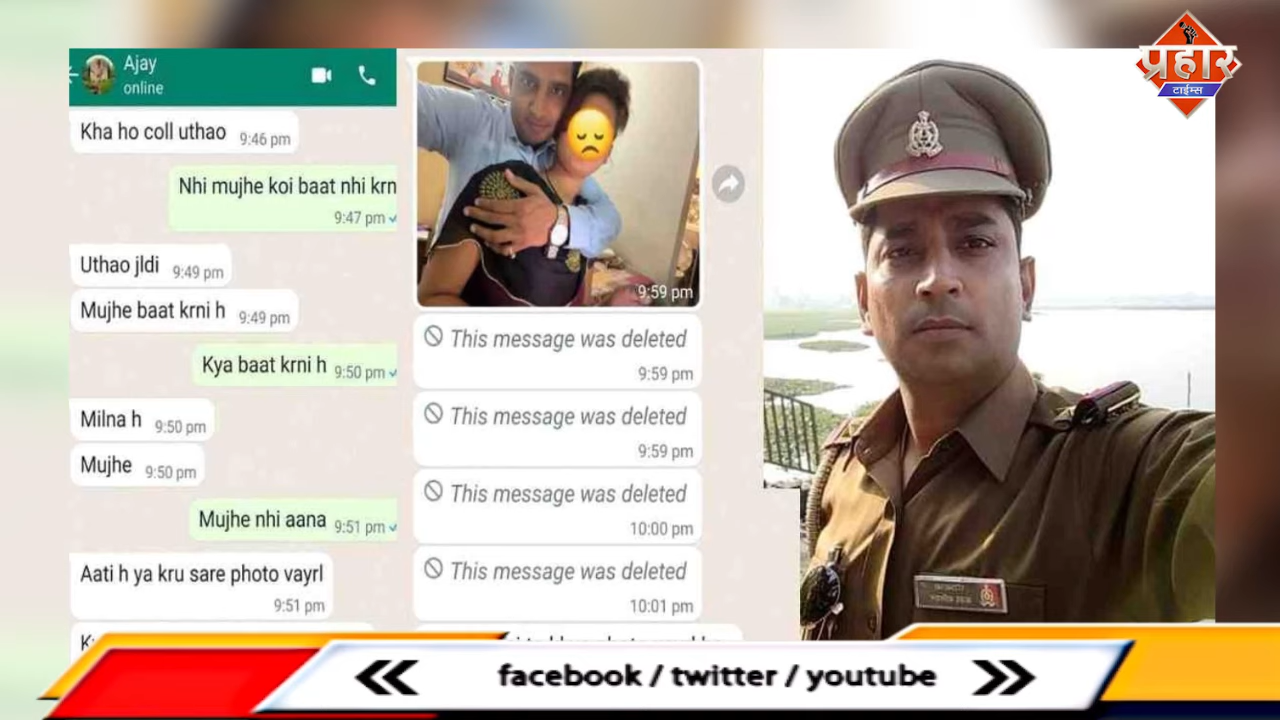 प्रहार
टाईम्स
Ajay
online
Kha ho coll uthao 9:46 pm
Nhi mujhe koi baat nhi krn
9:47 pm
Uthao jldi 9:49 pm
Mujhe baat krni h 9:49 pm
Kya baat krni h 9:50 pm
Milna h 9:50 pm
Mujhe 9:50 pm
Mujhe nhi aana 9:51 pm
Aati h ya kru sare photo vayrl
9:51 pm
9:59 pm
This message was deleted
9:59 pm
This message was deleted
9:59 pm
This message was deleted
10:00 pm
This message was deleted
10:01 pm
facebook / twitter / youtube